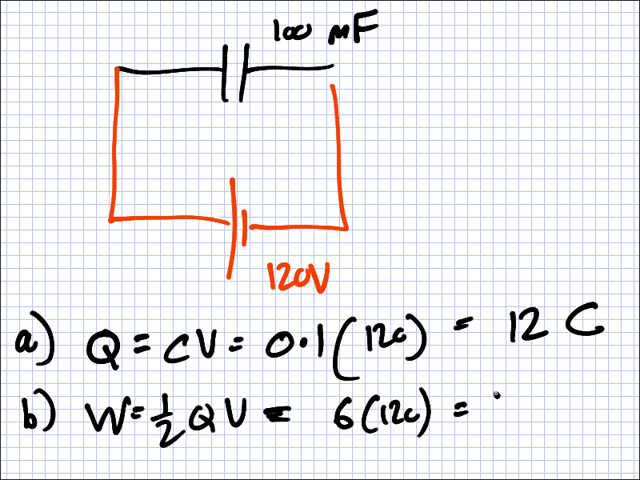 100 mF
120V
a) Q = CV = 0.1(120) = 12 C
b) W = ½ QV = 6(120) =